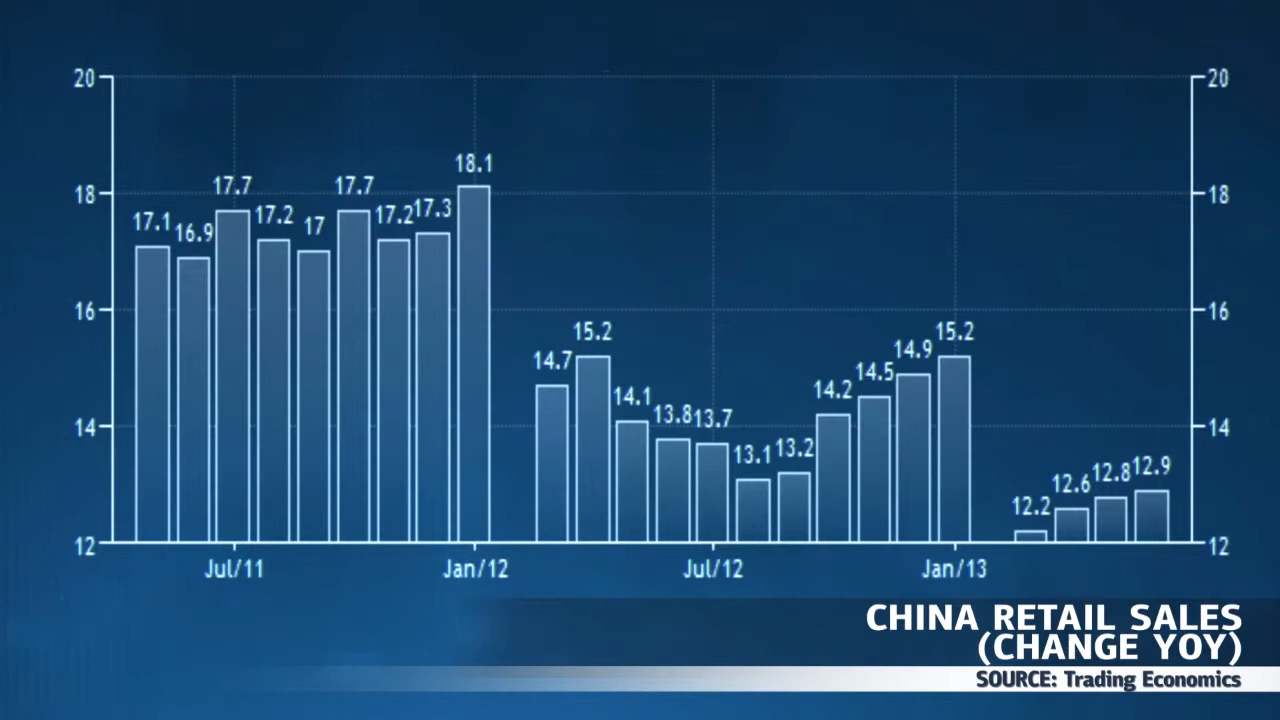 20 20
18.1
18 17.7 17.7 18
17.1 16.9 17.2 17 17.2 17.3
16 16
14.7 15.2 14.9 15.2
14.1 13.8 13.7 14.2 14.5
14 14
13.1 13.2
12.2 12.6 12.8 12.9
12 12
Jul/11 Jan/12 Jul/12 Jan/13
CHINA RETAIL SALES
(CHANGE YOY)
SOURCE: Trading Economics